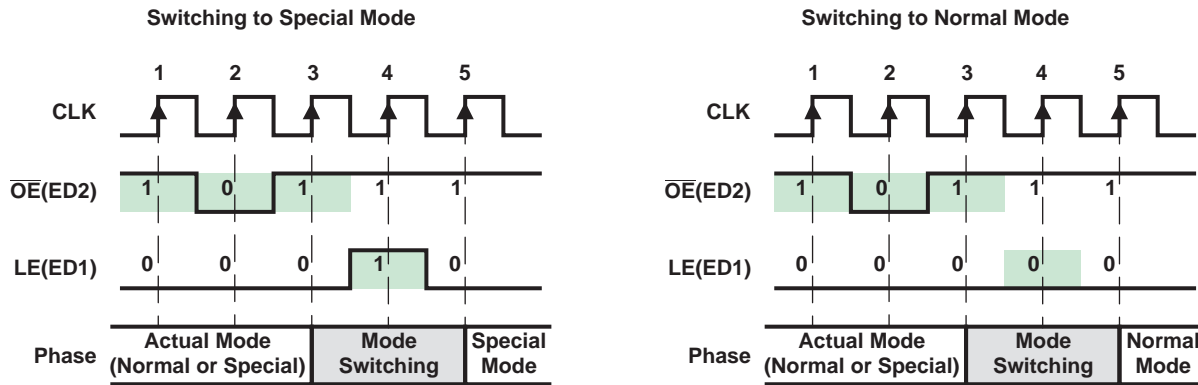 Switching to Special Mode
1 2 3 4 5
CLK
OE(ED2) 1 0 1 1 1
LE(ED1) 0 0 0 1 0
Phase
Actual Mode
(Normal or Special)
Mode
Switching
Special
Mode
Switching to Normal Mode
1 2 3 4 5
CLK
OE(ED2) 1 0 1 1 1
LE(ED1) 0 0 0 0 0
Phase
Actual Mode
(Normal or Special)
Mode
Switching
Normal
Mode